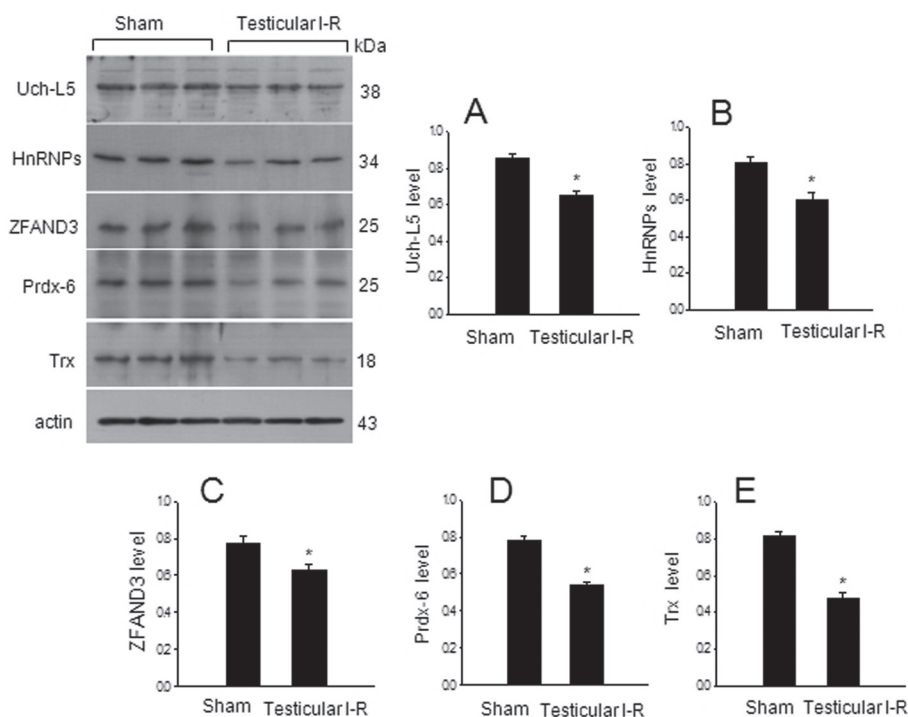 Sham Testicular I-R
kDa
Uch-L5 38
HnRNPs 34
ZFAND3 25
Prdx-6 25
Trx 18
actin 43
A
Uch-L5 level
1.0
0.8
0.6
0.4
0.2
0.0
*
Sham Testicular I-R
B
HnRNPs level
1.0
0.8
0.6
0.4
0.2
0.0
*
Sham Testicular I-R
C
ZFAND3 level
1.0
0.8
0.6
0.4
0.2
0.0
*
Sham Testicular I-R
D
Prdx-6 level
1.0
0.8
0.6
0.4
0.2
0.0
*
Sham Testicular I-R
E
Trx level
1.0
0.8
0.6
0.4
0.2
0.0
*
Sham Testicular I-R